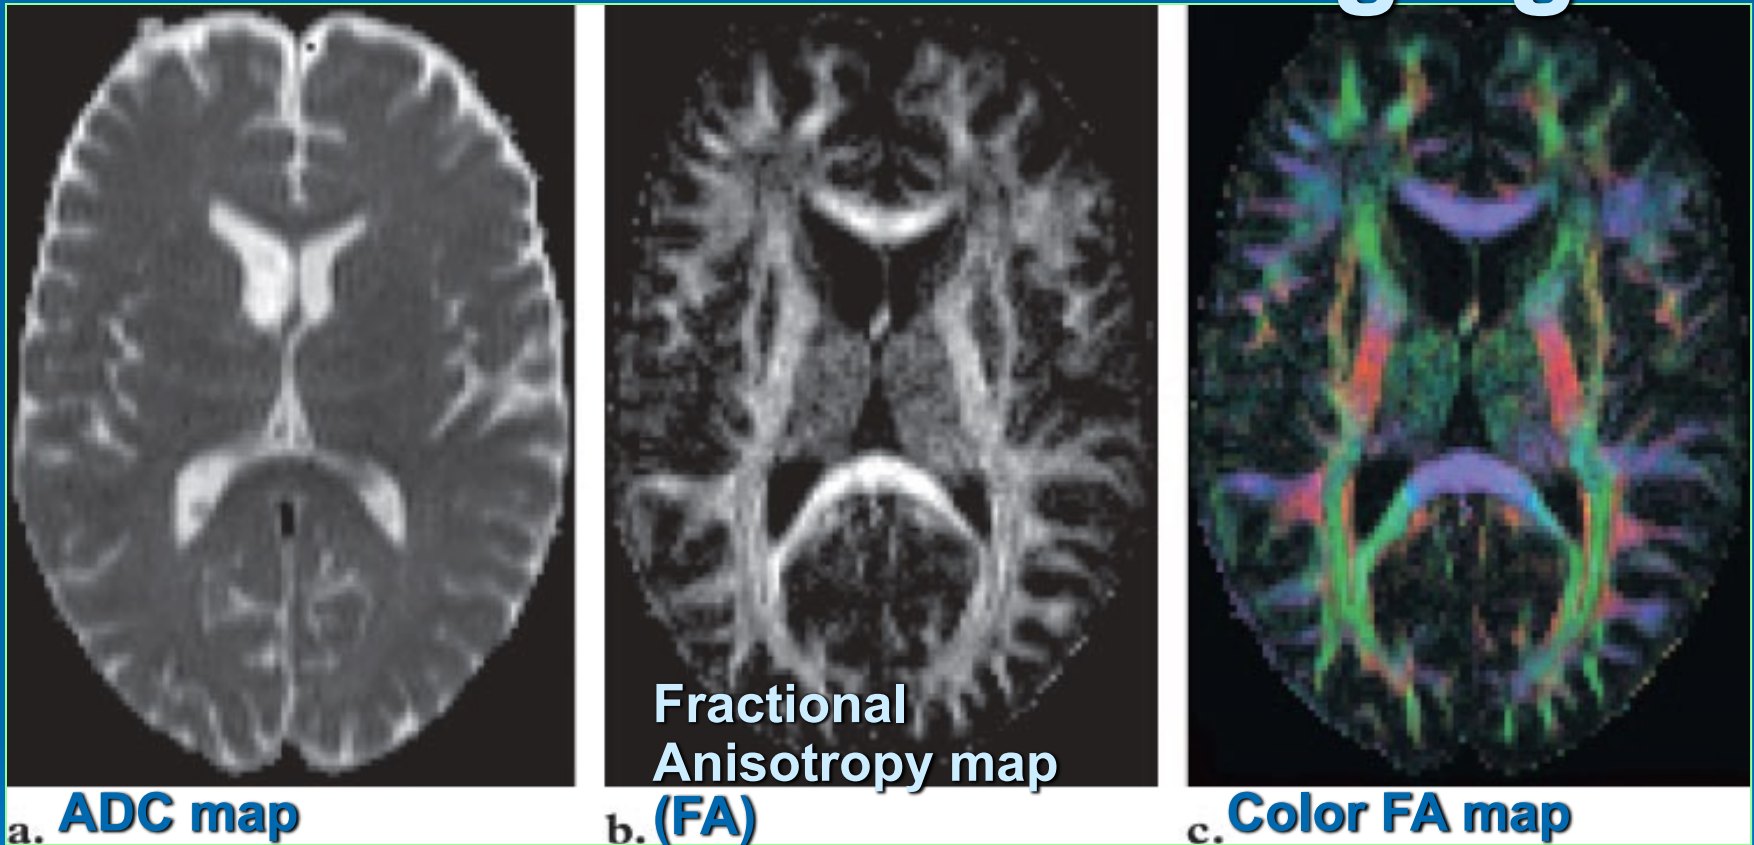 a. ADC map
Fractional
Anisotropy map
b. (FA)
c. Color FA map